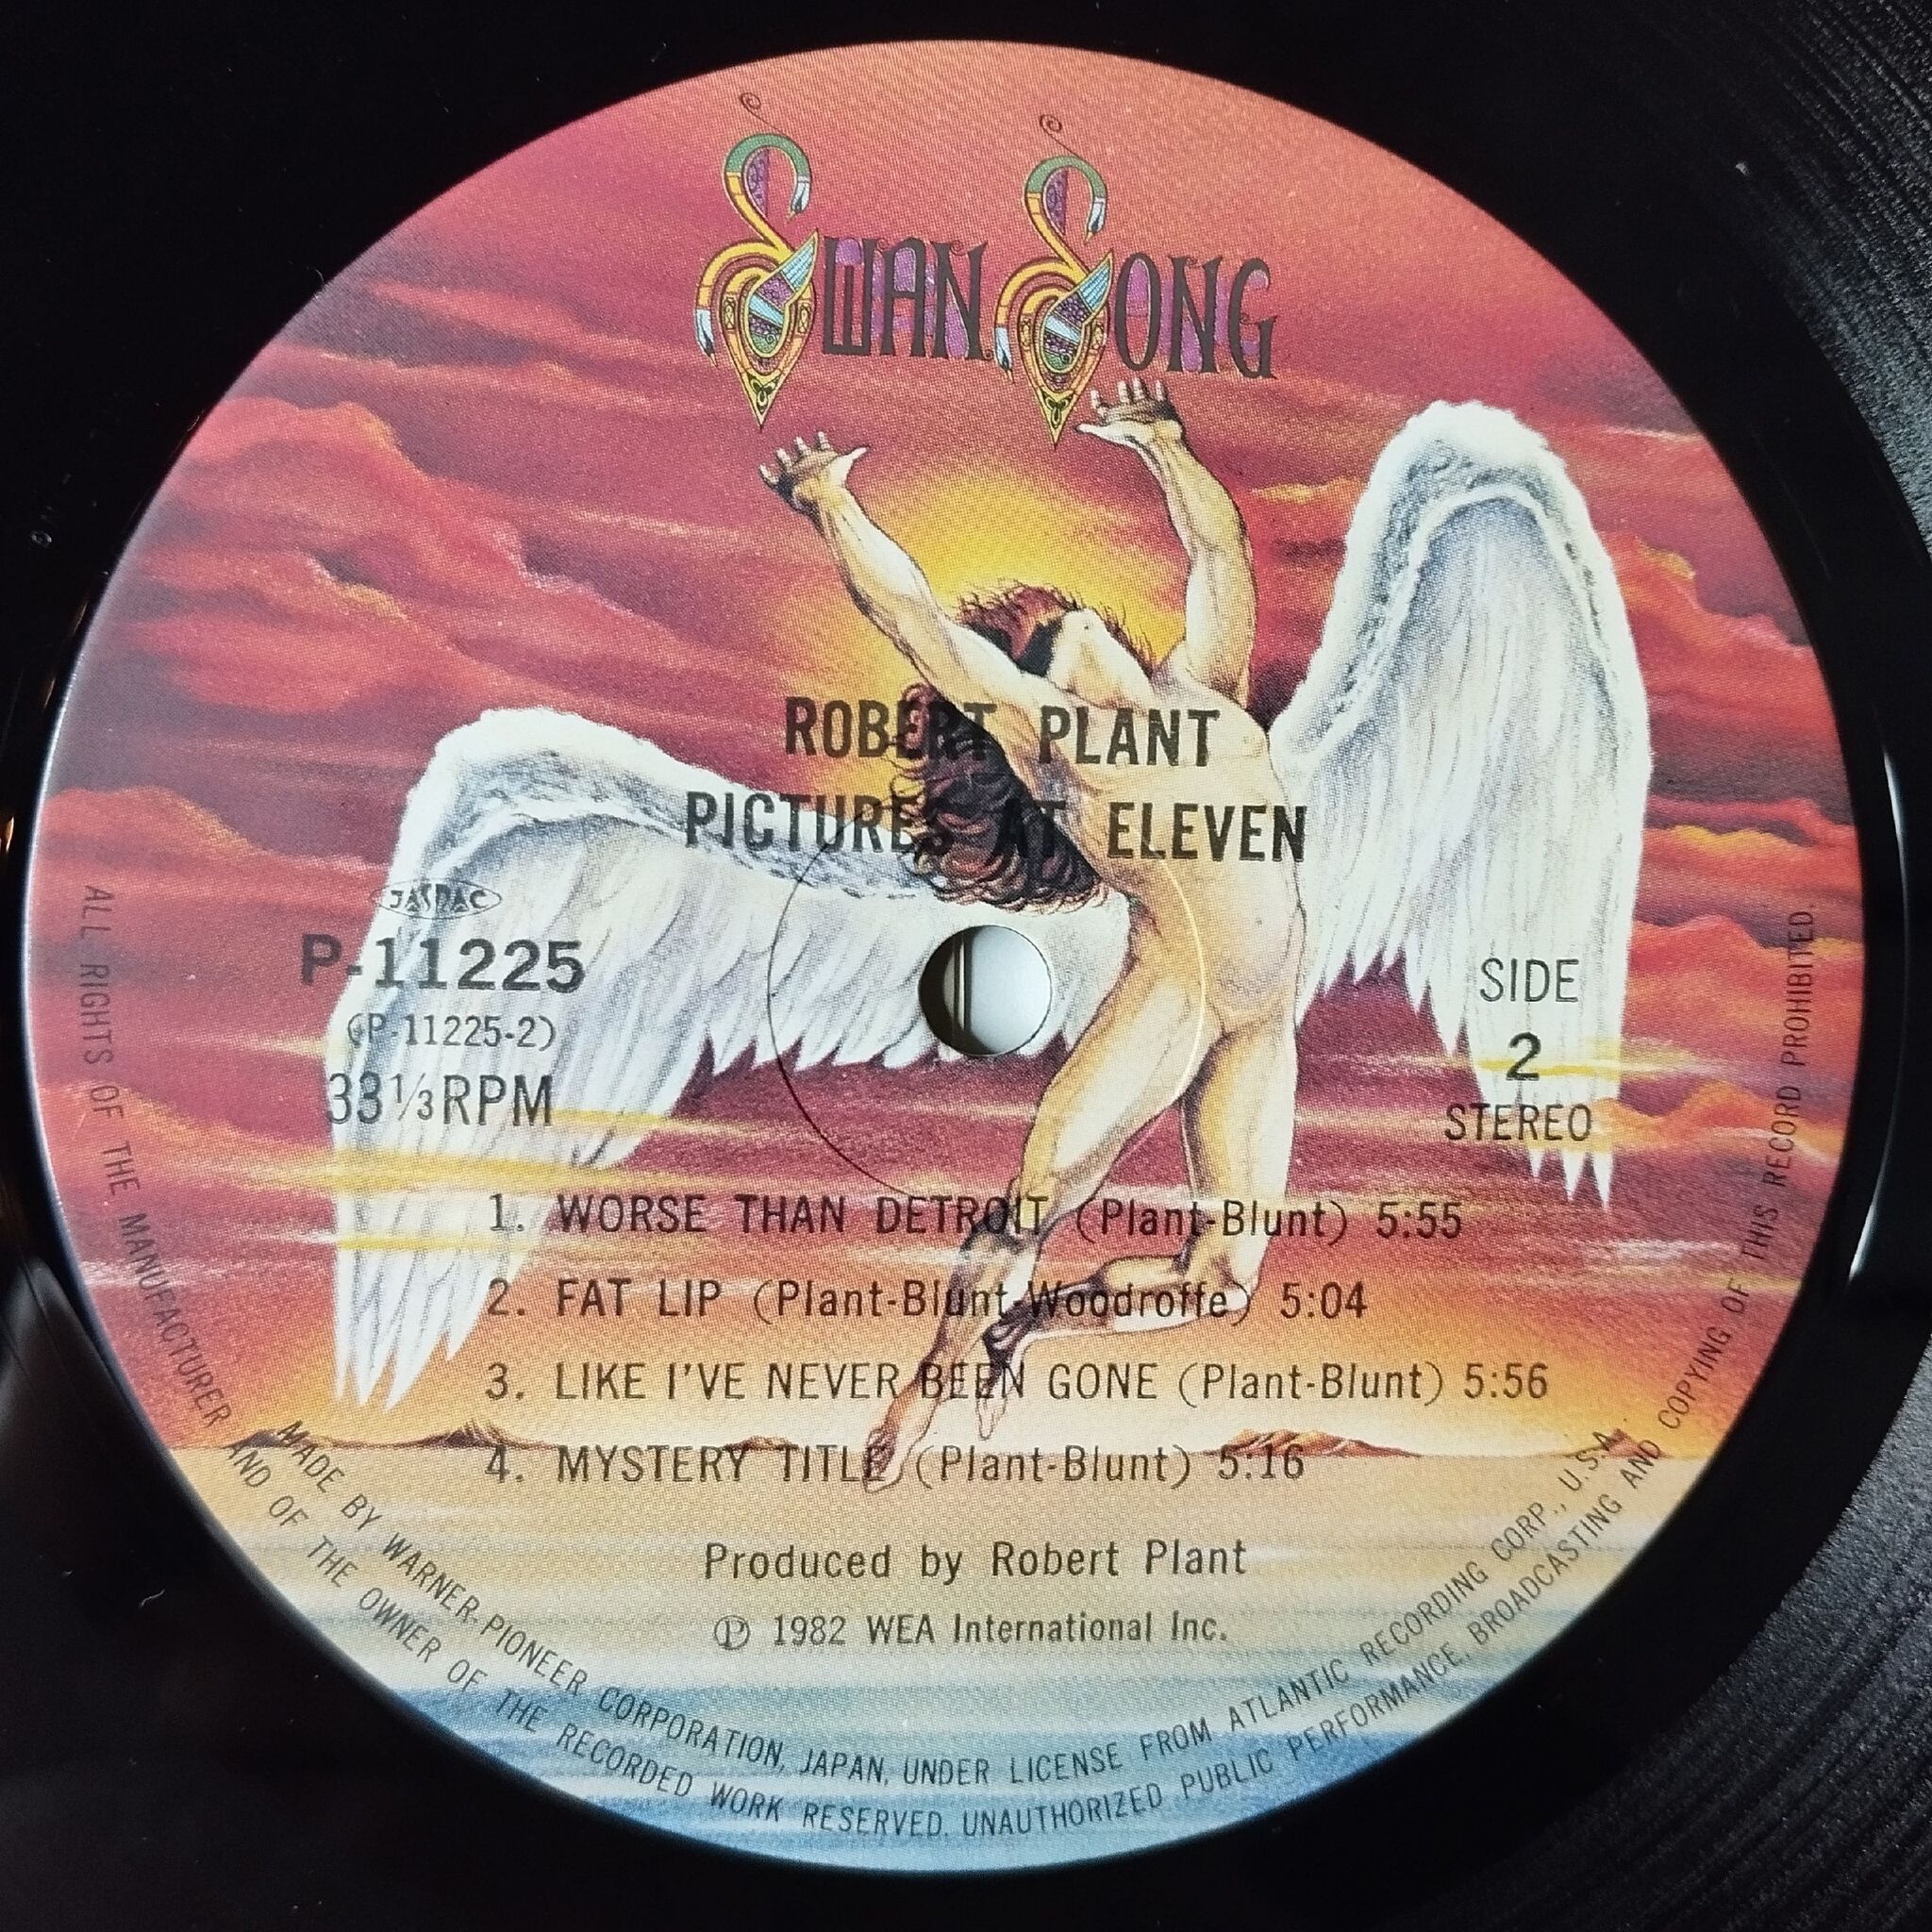 SWAN SONG
ROBERT PLANT
PICTURES AT ELEVEN
JASRAC
P-11225
(P-11225-2)
33 1/3 RPM
SIDE
2
STEREO
1. WORSE THAN DETROIT (Plant-Blunt) 5:55
2. FAT LIP (Plant-Blunt-Woodroffe) 5:04
3. LIKE I'VE NEVER BEEN GONE (Plant-Blunt) 5:56
4. MYSTERY TITLE (Plant-Blunt) 5:16
Produced by Robert Plant
Ⓟ 1982 WEA International Inc.
MADE BY WARNER-PIONEER CORPORATION, JAPAN, UNDER LICENSE FROM ATLANTIC RECORDING CORP., U.S.A.
ALL RIGHTS OF THE MANUFACTURER AND OF THE OWNER OF THE RECORDED WORK RESERVED. UNAUTHORIZED PUBLIC PERFORMANCE, BROADCASTING AND COPYING OF THIS RECORD PROHIBITED.